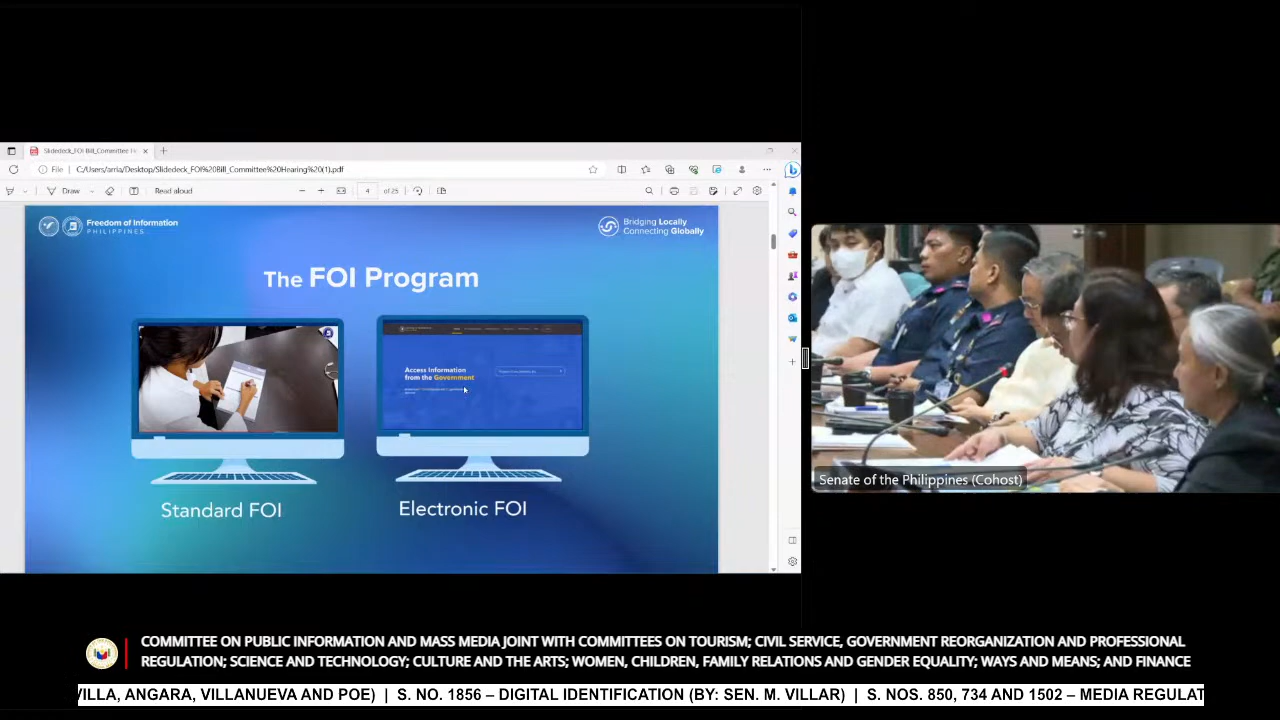 Slidedeck_FOI Bill_Committee H
File
C:/Users/arria/Desktop/Slidedeck_FOI%20Bill_Committee%20Hearing%20(1).pdf
Draw
Read aloud
4
of 25
Freedom of Information
PHILIPPINES
Bridging Locally
Connecting Globally
The FOI Program
Access Information
from the Government
Standard FOI
Electronic FOI
Senate of the Philippines (Cohost)
COMMITTEE ON PUBLIC INFORMATION AND MASS MEDIA JOINT WITH COMMITTEES ON TOURISM; CIVIL SERVICE, GOVERNMENT REORGANIZATION AND PROFESSIONAL
REGULATION; SCIENCE AND TECHNOLOGY; CULTURE AND THE ARTS; WOMEN, CHILDREN, FAMILY RELATIONS AND GENDER EQUALITY; WAYS AND MEANS; AND FINANCE
VILLA, ANGARA, VILLANUEVA AND POE) | S. NO. 1856 – DIGITAL IDENTIFICATION (BY: SEN. M. VILLAR) | S. NOS. 850, 734 AND 1502 – MEDIA REGULAT